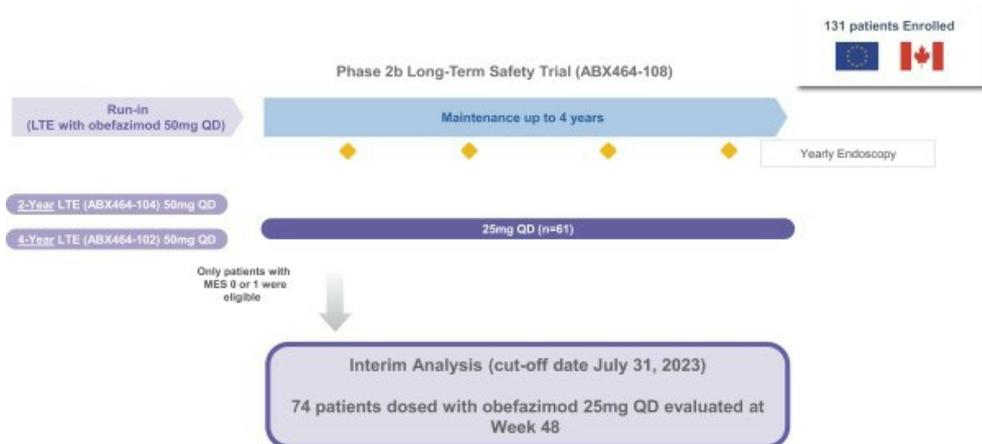 131 patients Enrolled
Phase 2b Long-Term Safety Trial (ABX464-108)
Run-in
(LTE with obefazimod 50mg QD)
Maintenance up to 4 years
Yearly Endoscopy
2-Year LTE (ABX464-104) 50mg QD
4-Year LTE (ABX464-102) 50mg QD
25mg QD (n=61)
Only patients with
MES 0 or 1 were
eligible
Interim Analysis (cut-off date July 31, 2023)
74 patients dosed with obefazimod 25mg QD evaluated at
Week 48